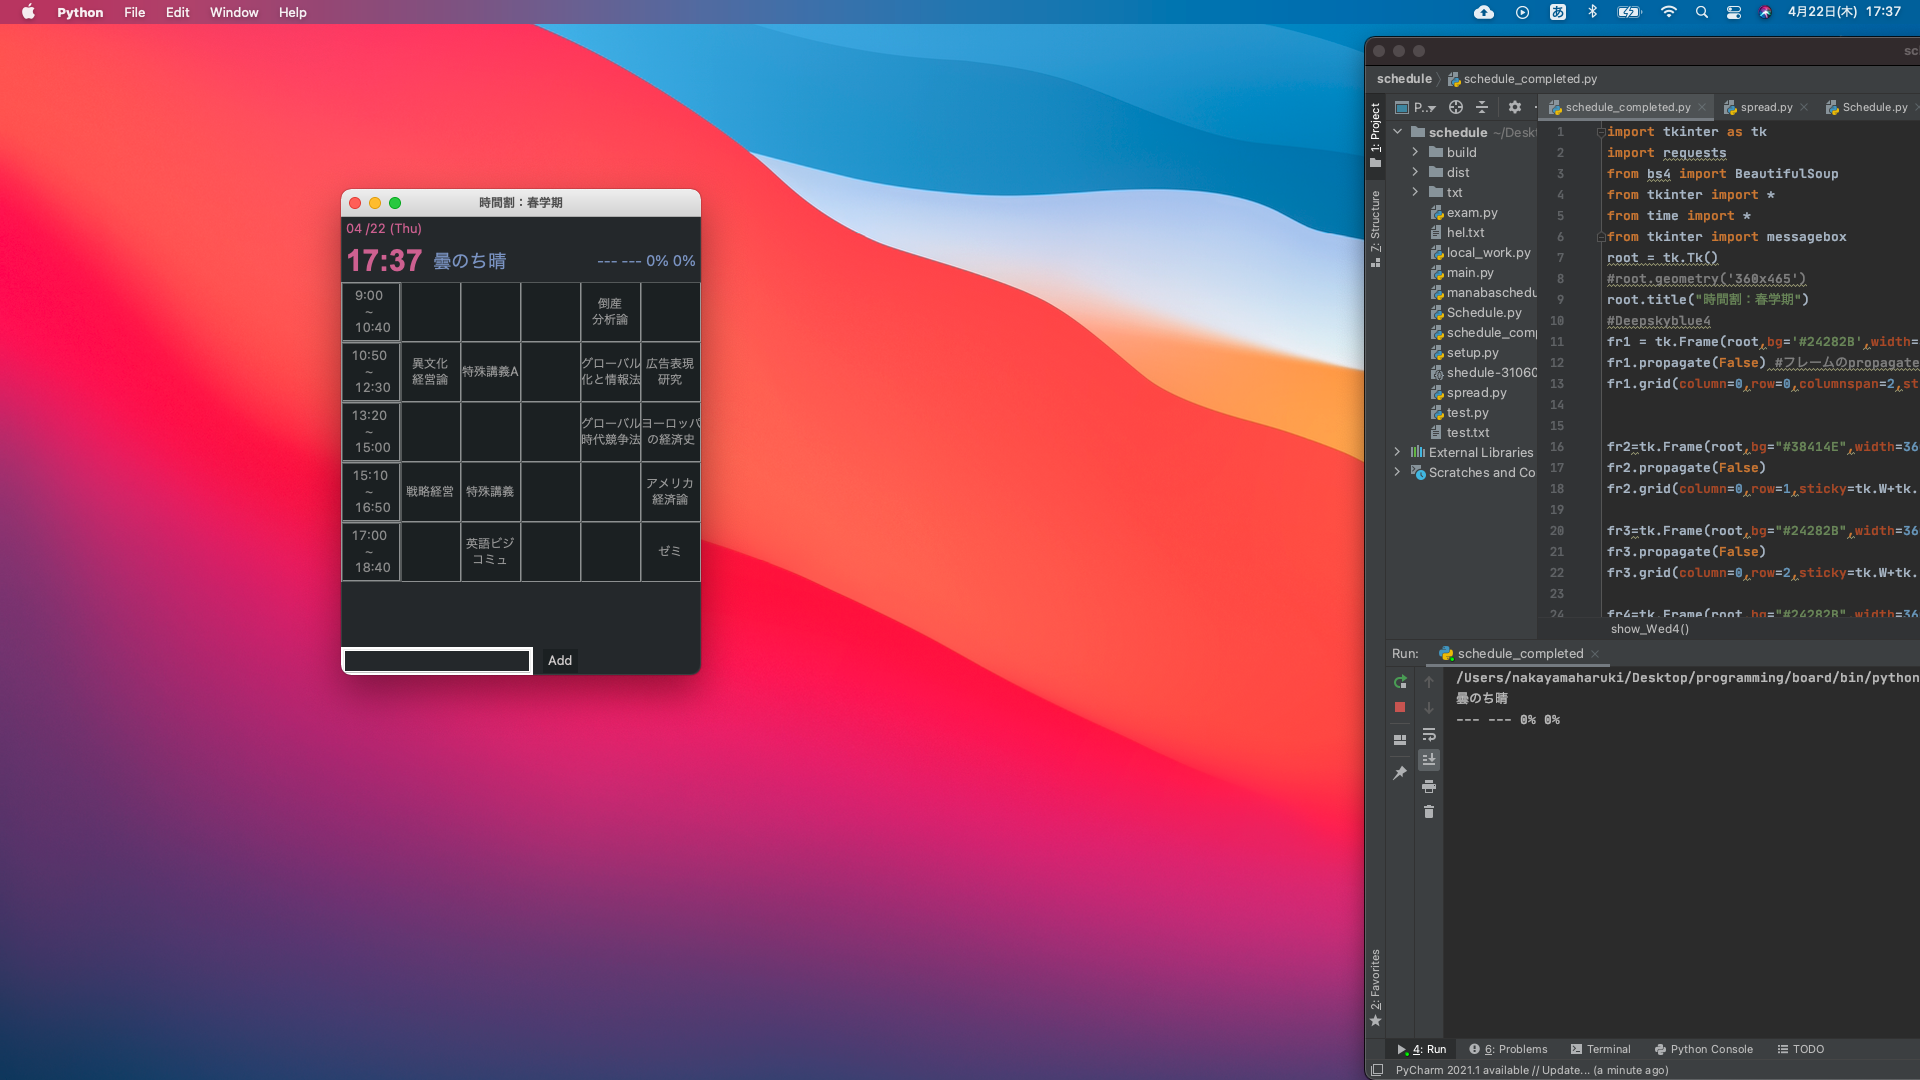 Python File Edit Window Help
あ 4月22日(木) 17:37
時間割：春学期
04 /22 (Thu)
17:37 曇のち晴 --- --- 0% 0%
9:00
~
10:40
倒産
分析論
10:50
~
12:30
異文化
経営論
特殊講義A
グローバル
化と情報法
広告表現
研究
13:20
~
15:00
グローバル
時代競争法
ヨーロッパ
の経済史
15:10
~
16:50
戦略経営
特殊講義
アメリカ
経済論
17:00
~
18:40
英語ビジ
コミュ
ゼミ
Add
sc
schedule schedule_completed.py
P..
schedule_completed.py
spread.py
Schedule.py
1: Project
7: Structure
2: Favorites
schedule ~/Desk
build
dist
txt
exam.py
hel.txt
local_work.py
main.py
manabaschedu
Schedule.py
schedule_com
setup.py
shedule-31060
spread.py
test.py
test.txt
External Libraries
Scratches and Co
1 import tkinter as tk
2 import requests
3 from bs4 import BeautifulSoup
4 from tkinter import *
5 from time import *
6 from tkinter import messagebox
7 root = tk.Tk()
8 #root.geometry('360x465')
9 root.title("時間割：春学期")
10 #Deepskyblue4
11 fr1 = tk.Frame(root,bg='#24282B',width=
12 fr1.propagate(False) #フレームのpropagate
13 fr1.grid(column=0,row=0,columnspan=2,st
14
15
16 fr2=tk.Frame(root,bg="#38414E",width=36
17 fr2.propagate(False)
18 fr2.grid(column=0,row=1,sticky=tk.W+tk.
19
20 fr3=tk.Frame(root,bg="#24282B",width=36
21 fr3.propagate(False)
22 fr3.grid(column=0,row=2,sticky=tk.W+tk.
23
24 fr4=tk.Frame(root,bg="#24282B",width=36
show_Wed4()
Run: schedule_completed
/Users/nakayamaharuki/Desktop/programming/board/bin/python
曇のち晴
--- --- 0% 0%
4: Run 6: Problems Terminal Python Console TODO
PyCharm 2021.1 available // Update... (a minute ago)